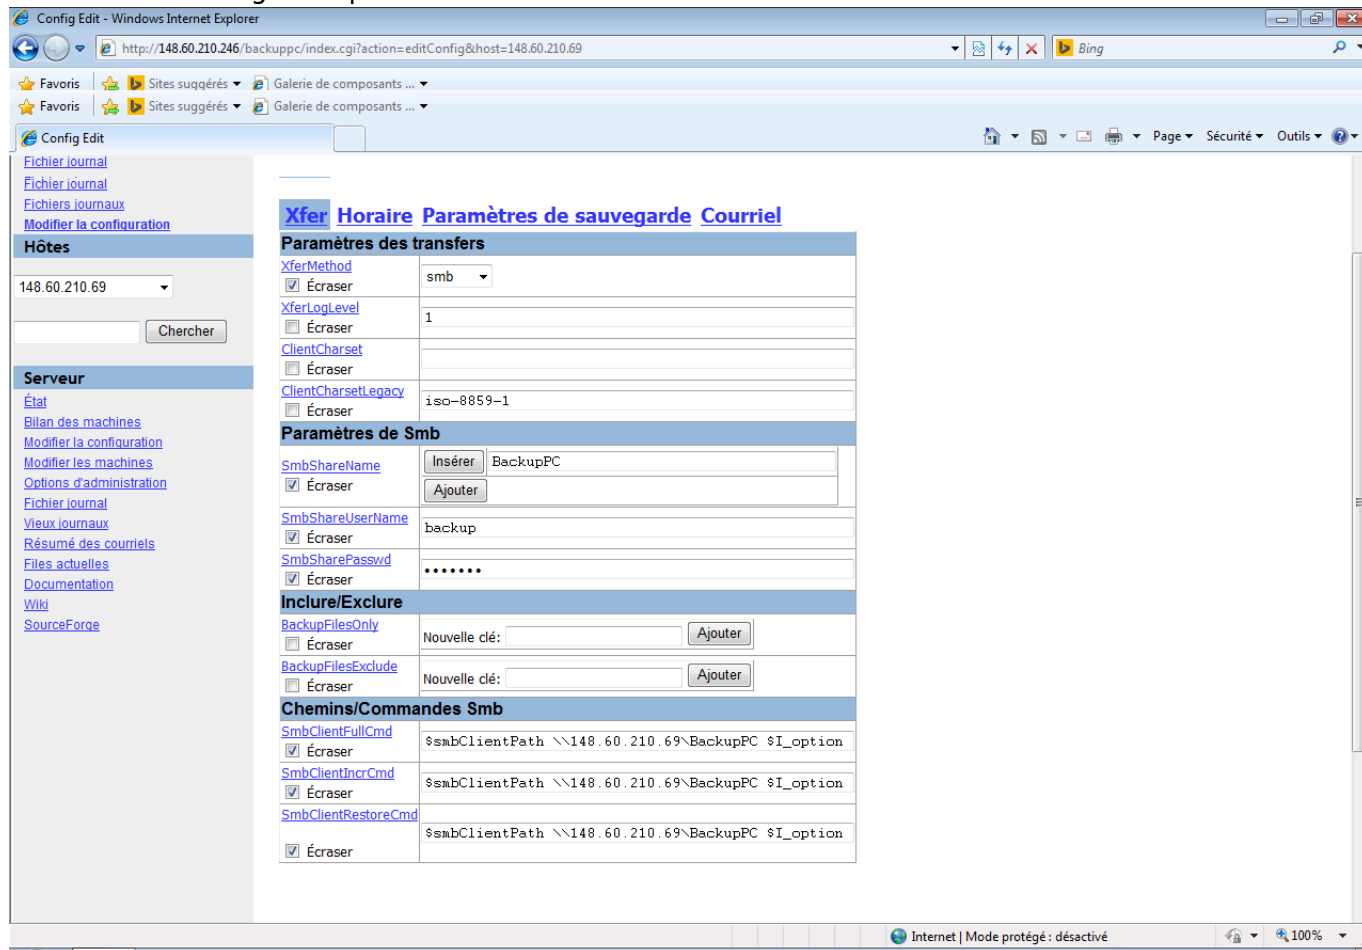 Config Edit - Windows Internet Explorer
http://148.60.210.246/backuppc/index.cgi?action=editConfig&host=148.60.210.69
Bing
Favoris Sites suggérés Galerie de composants ...
Favoris Sites suggérés Galerie de composants ...
Config Edit
Page Sécurité Outils
Fichier journal
Fichier journal
Fichiers journaux
Modifier la configuration
Hôtes
148.60.210.69
Chercher
Serveur
État
Bilan des machines
Modifier la configuration
Modifier les machines
Options d'administration
Fichier journal
Vieux journaux
Résumé des courriels
Files actuelles
Documentation
Wiki
SourceForge
Xfer Horaire Paramètres de sauvegarde Courriel
Paramètres des transfers
XferMethod
Écraser
smb
XferLogLevel
Écraser
1
ClientCharset
Écraser
ClientCharsetLegacy
Écraser
iso-8859-1
Paramètres de Smb
SmbShareName
Écraser
Insérer BackupPC
Ajouter
SmbShareUserName
Écraser
backup
SmbSharePasswd
Écraser
•••••••
Inclure/Exclure
BackupFilesOnly
Écraser
Nouvelle clé: Ajouter
BackupFilesExclude
Écraser
Nouvelle clé: Ajouter
Chemins/Commandes Smb
SmbClientFullCmd
Écraser
$smbClientPath \\148.60.210.69\BackupPC $I_option
SmbClientIncrCmd
Écraser
$smbClientPath \\148.60.210.69\BackupPC $I_option
SmbClientRestoreCmd
Écraser
$smbClientPath \\148.60.210.69\BackupPC $I_option
Internet | Mode protégé : désactivé
100%